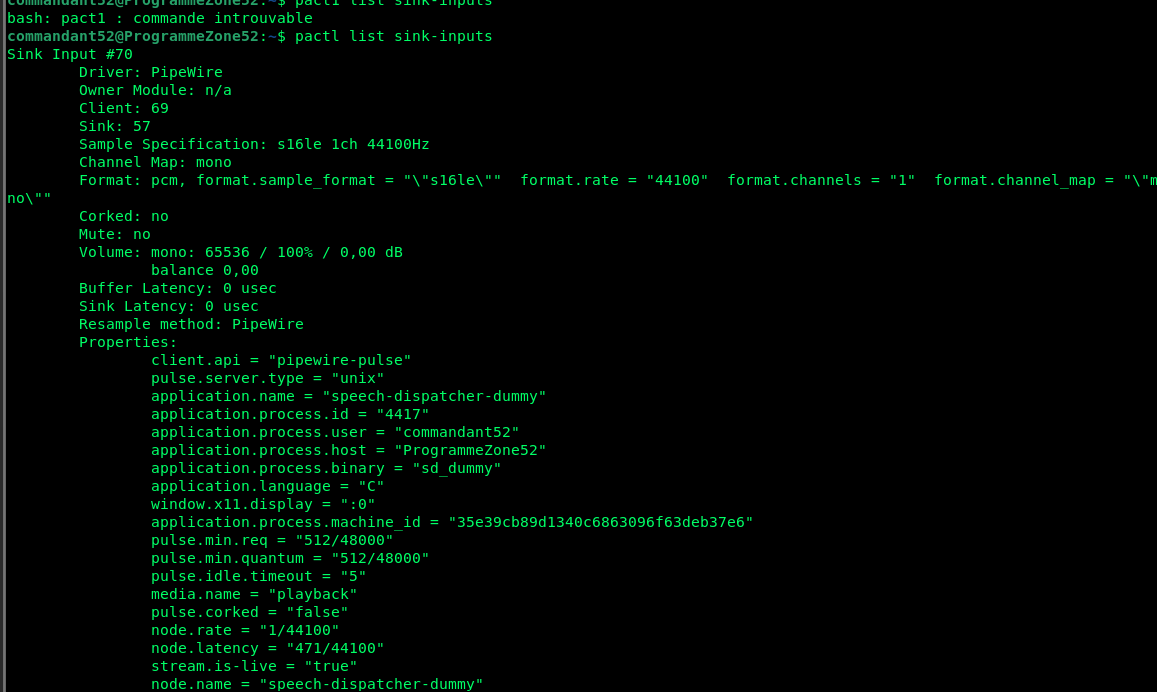 commandant52@ProgrammeZone52:~$ pact1 list sink-inputs
bash: pact1 : commande introuvable
commandant52@ProgrammeZone52:~$ pactl list sink-inputs
Sink Input #70
Driver: PipeWire
Owner Module: n/a
Client: 69
Sink: 57
Sample Specification: s16le 1ch 44100Hz
Channel Map: mono
Format: pcm, format.sample_format = "\"s16le\""  format.rate = "44100"  format.channels = "1"  format.channel_map = "\"m
no\""
Corked: no
Mute: no
Volume: mono: 65536 / 100% / 0,00 dB
balance 0,00
Buffer Latency: 0 usec
Sink Latency: 0 usec
Resample method: PipeWire
Properties:
client.api = "pipewire-pulse"
pulse.server.type = "unix"
application.name = "speech-dispatcher-dummy"
application.process.id = "4417"
application.process.user = "commandant52"
application.process.host = "ProgrammeZone52"
application.process.binary = "sd_dummy"
application.language = "C"
window.x11.display = ":0"
application.process.machine_id = "35e39cb89d1340c6863096f63deb37e6"
pulse.min.req = "512/48000"
pulse.min.quantum = "512/48000"
pulse.idle.timeout = "5"
media.name = "playback"
pulse.corked = "false"
node.rate = "1/44100"
node.latency = "471/44100"
stream.is-live = "true"
node.name = "speech-dispatcher-dummy"